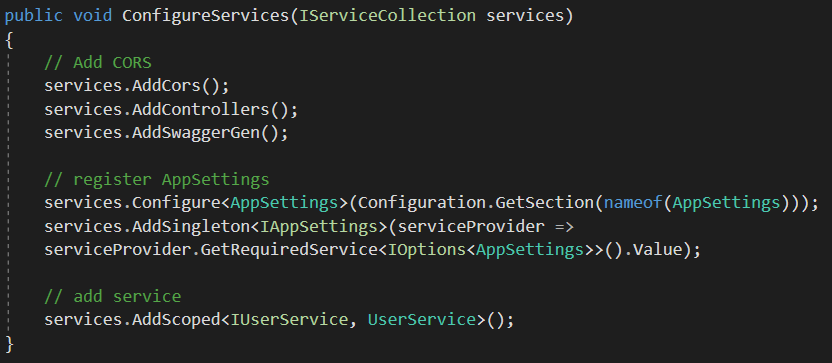 public void ConfigureServices(IServiceCollection services)
{
// Add CORS
services.AddCors();
services.AddControllers();
services.AddSwaggerGen();
// register AppSettings
services.Configure<AppSettings>(Configuration.GetSection(nameof(AppSettings)));
services.AddSingleton<IAppSettings>(serviceProvider =>
serviceProvider.GetRequiredService<IOptions<AppSettings>>().Value);
// add service
services.AddScoped<IUserService, UserService>();
}